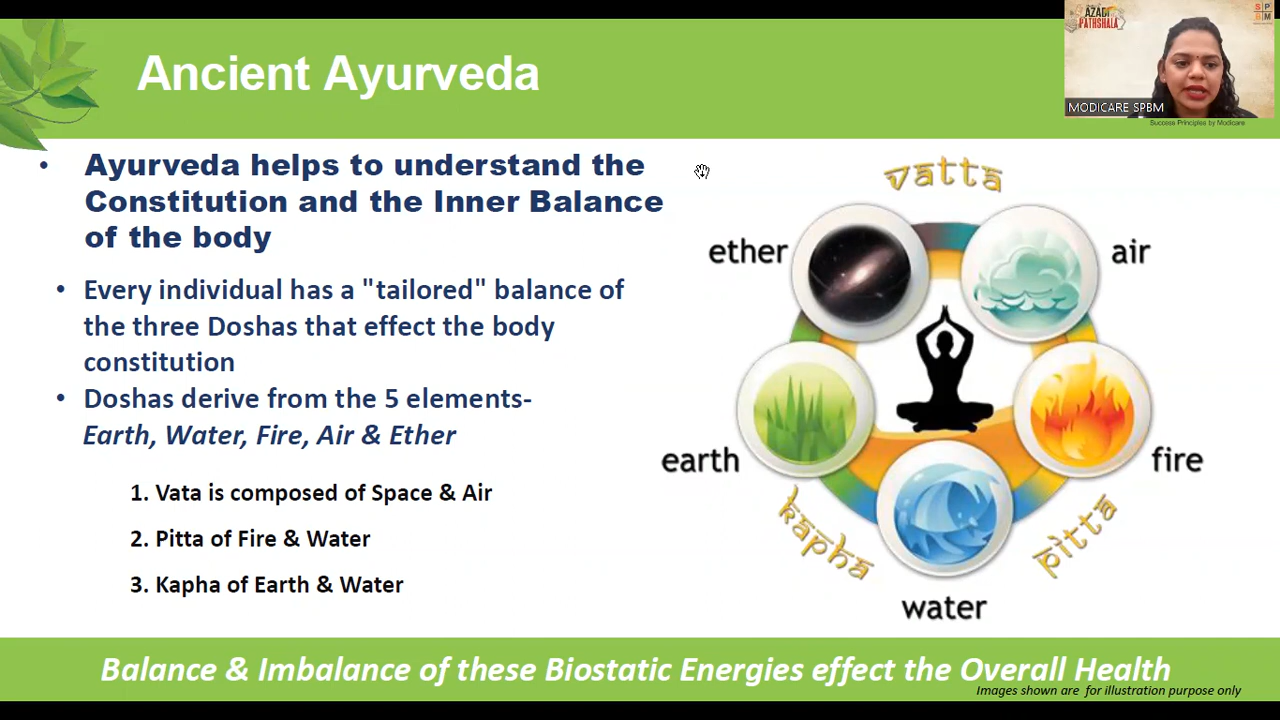 Ancient Ayurveda
AZADI
PATHSHALA
S P
B M
MODICARE SPBM
Success Principles by Modicare
• Ayurveda helps to understand the
Constitution and the Inner Balance
of the body
• Every individual has a "tailored" balance of
the three Doshas that effect the body
constitution
• Doshas derive from the 5 elements-
Earth, Water, Fire, Air & Ether
1. Vata is composed of Space & Air
2. Pitta of Fire & Water
3. Kapha of Earth & Water
vatta
ether
air
earth
fire
kapha
pitta
water
Balance & Imbalance of these Biostatic Energies effect the Overall Health
Images shown are for illustration purpose only